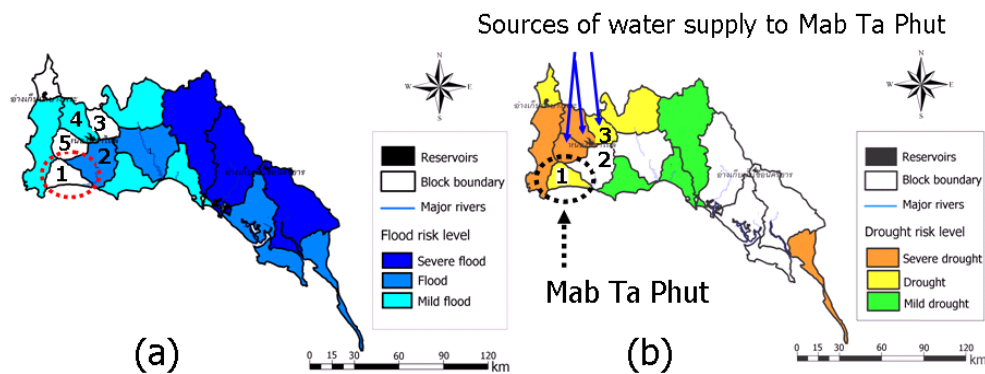 Sources of water supply to Mab Ta Phut
N
W E
S
4
3
5
2
1
Reservoirs
Block boundary
Major rivers
Flood risk level
Severe flood
Flood
Mild flood
0 15 30 60 90 120
km
(a)
N
W E
S
3
2
1
Mab Ta Phut
Reservoirs
Block boundary
Major rivers
Drought risk level
Severe drought
Drought
Mild drought
0 15 30 60 90 120
km
(b)